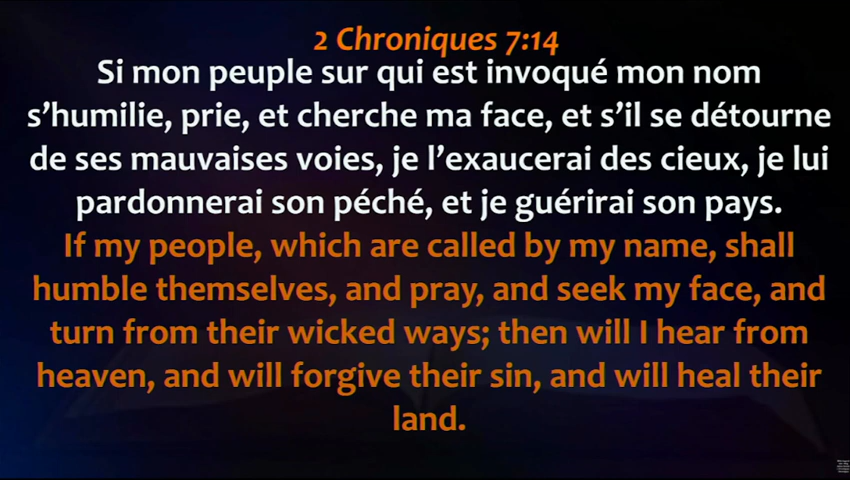 2 Chroniques 7:14
Si mon peuple sur qui est invoqué mon nom
s’humilie, prie, et cherche ma face, et s’il se détourne
de ses mauvaises voies, je l’exaucerai des cieux, je lui
pardonnerai son péché, et je guérirai son pays.
If my people, which are called by my name, shall
humble themselves, and pray, and seek my face, and
turn from their wicked ways; then will I hear from
heaven, and will forgive their sin, and will heal their
land.